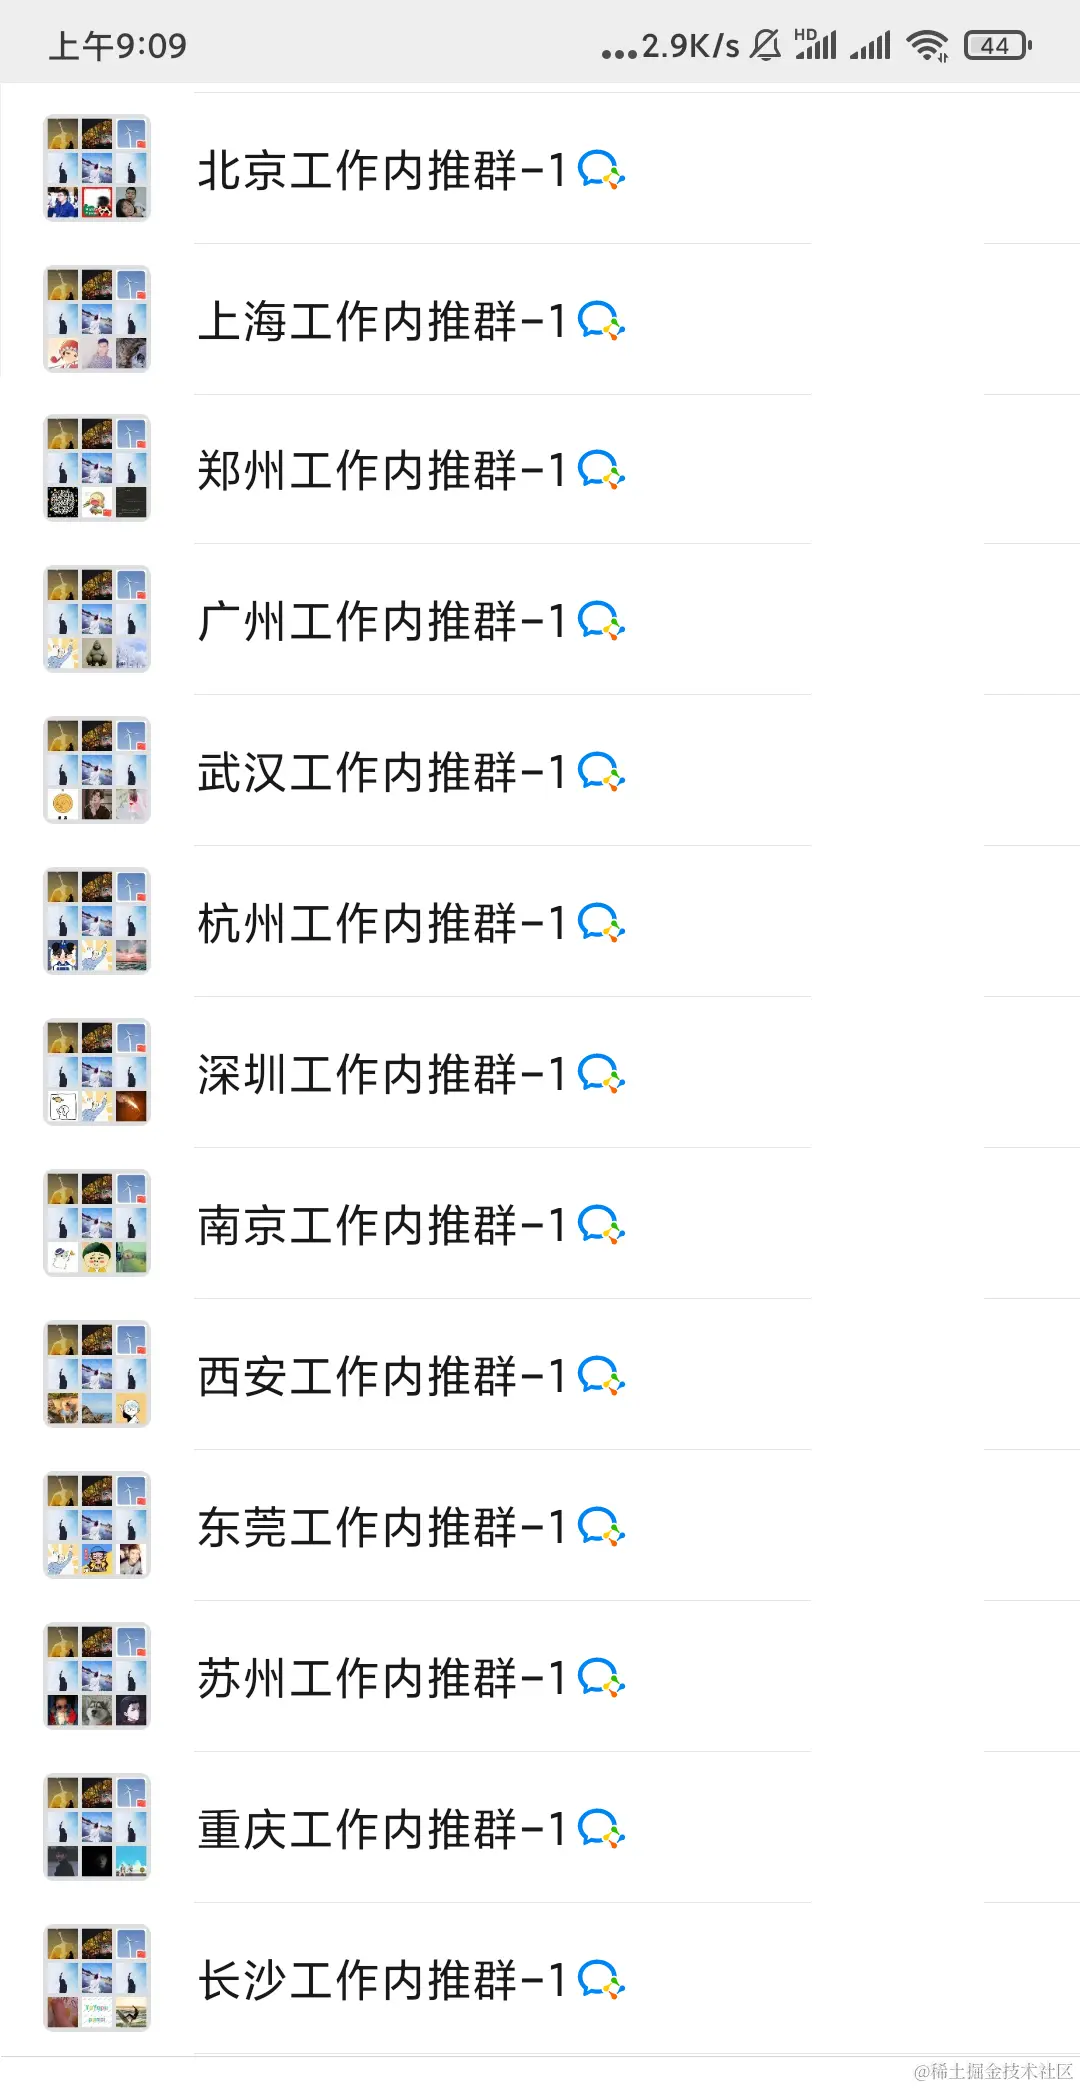 上午9:09
...2.9K/s HD 44
北京工作内推群-1
上海工作内推群-1
郑州工作内推群-1
广州工作内推群-1
武汉工作内推群-1
杭州工作内推群-1
深圳工作内推群-1
南京工作内推群-1
西安工作内推群-1
东莞工作内推群-1
苏州工作内推群-1
重庆工作内推群-1
长沙工作内推群-1
@稀土掘金技术社区